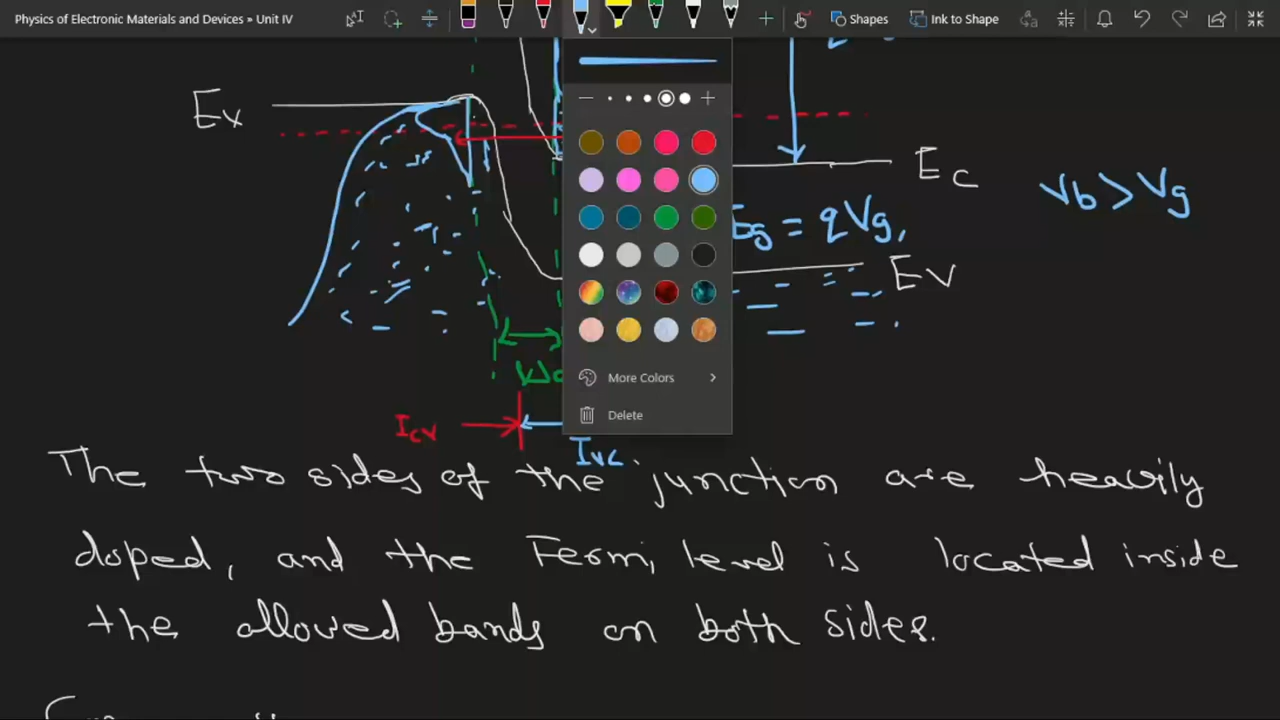 Physics of Electronic Materials and Devices » Unit IV
Shapes
Ink to Shape
Ev
Ec
Vb > Vg
Eg = qVg,
Ev
More Colors
Delete
Icv
Ivc
The two sides of the junction are heavily
doped, and the Fermi level is located inside
the allowed bands on both sides.